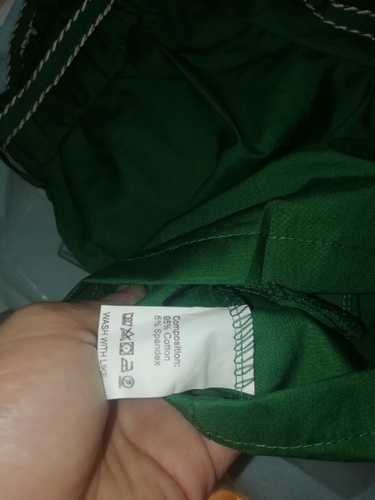 Composition:
95% Cotton
5% Spandex
WASH WITH LIKE